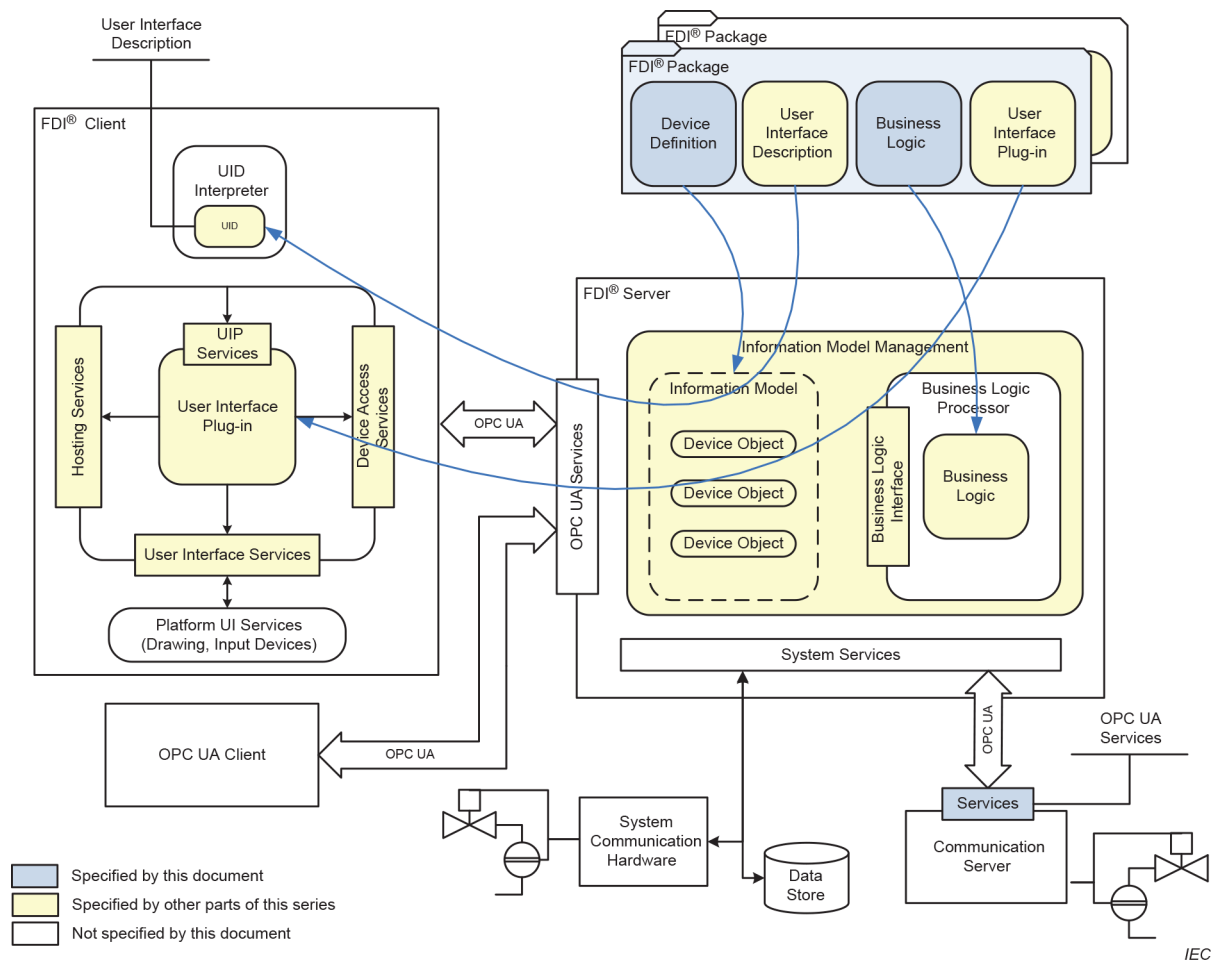 User Interface
Description
FDI® Package
FDI® Package
Device
Definition
User
Interface
Description
Business
Logic
User
Interface
Plug-in
FDI® Client
UID
Interpreter
UID
UIP
Services
Hosting Services
User Interface
Plug-in
Device Access
Services
User Interface Services
Platform UI Services
(Drawing, Input Devices)
OPC UA
OPC UA Services
FDI® Server
Information Model Management
Information Model
Device Object
Device Object
Device Object
Business Logic
Processor
Business Logic
Interface
Business
Logic
System Services
OPC UA Client
OPC UA
OPC UA
OPC UA
Services
Services
Communication
Server
System
Communication
Hardware
Data
Store
Specified by this document
Specified by other parts of this series
Not specified by this document
IEC